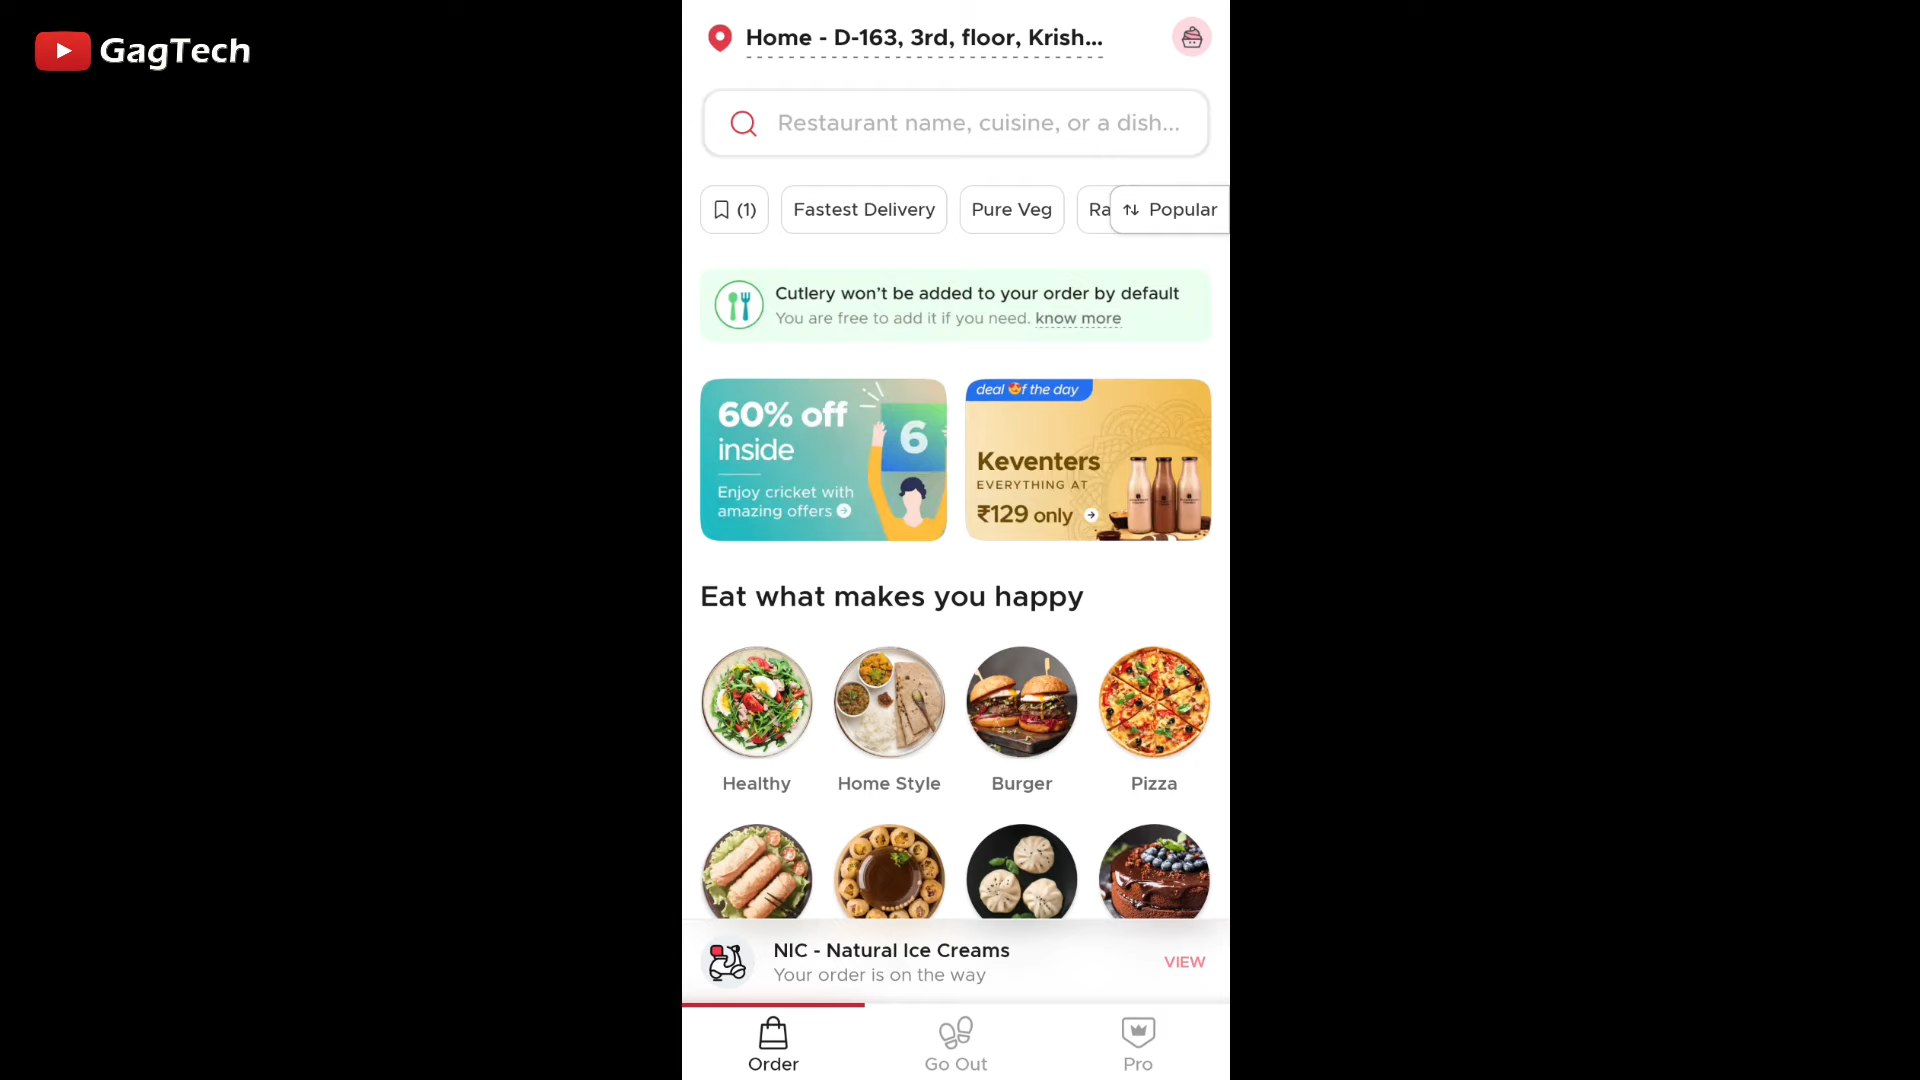 GagTech
Home - D-163, 3rd, floor, Krish...
Restaurant name, cuisine, or a dish...
(1)
Fastest Delivery
Pure Veg
Ra
Popular
Cutlery won't be added to your order by default
You are free to add it if you need. know more
60% off
inside
Enjoy cricket with
amazing offers
6
deal 😍f the day
Keventers
EVERYTHING AT
₹129 only
Eat what makes you happy
Healthy
Home Style
Burger
Pizza
NIC - Natural Ice Creams
Your order is on the way
VIEW
Order
Go Out
Pro